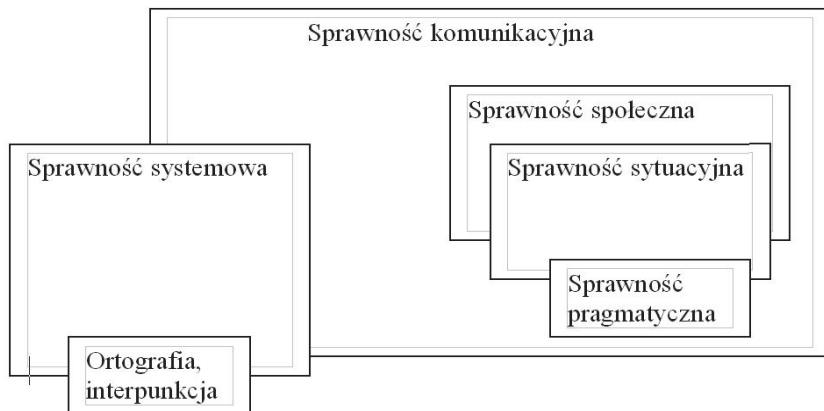 Sprawność komunikacyjna
Sprawność społeczna
Sprawność systemowa
Sprawność sytuacyjna
Sprawność
pragmatyczna
Ortografia,
interpunkcja